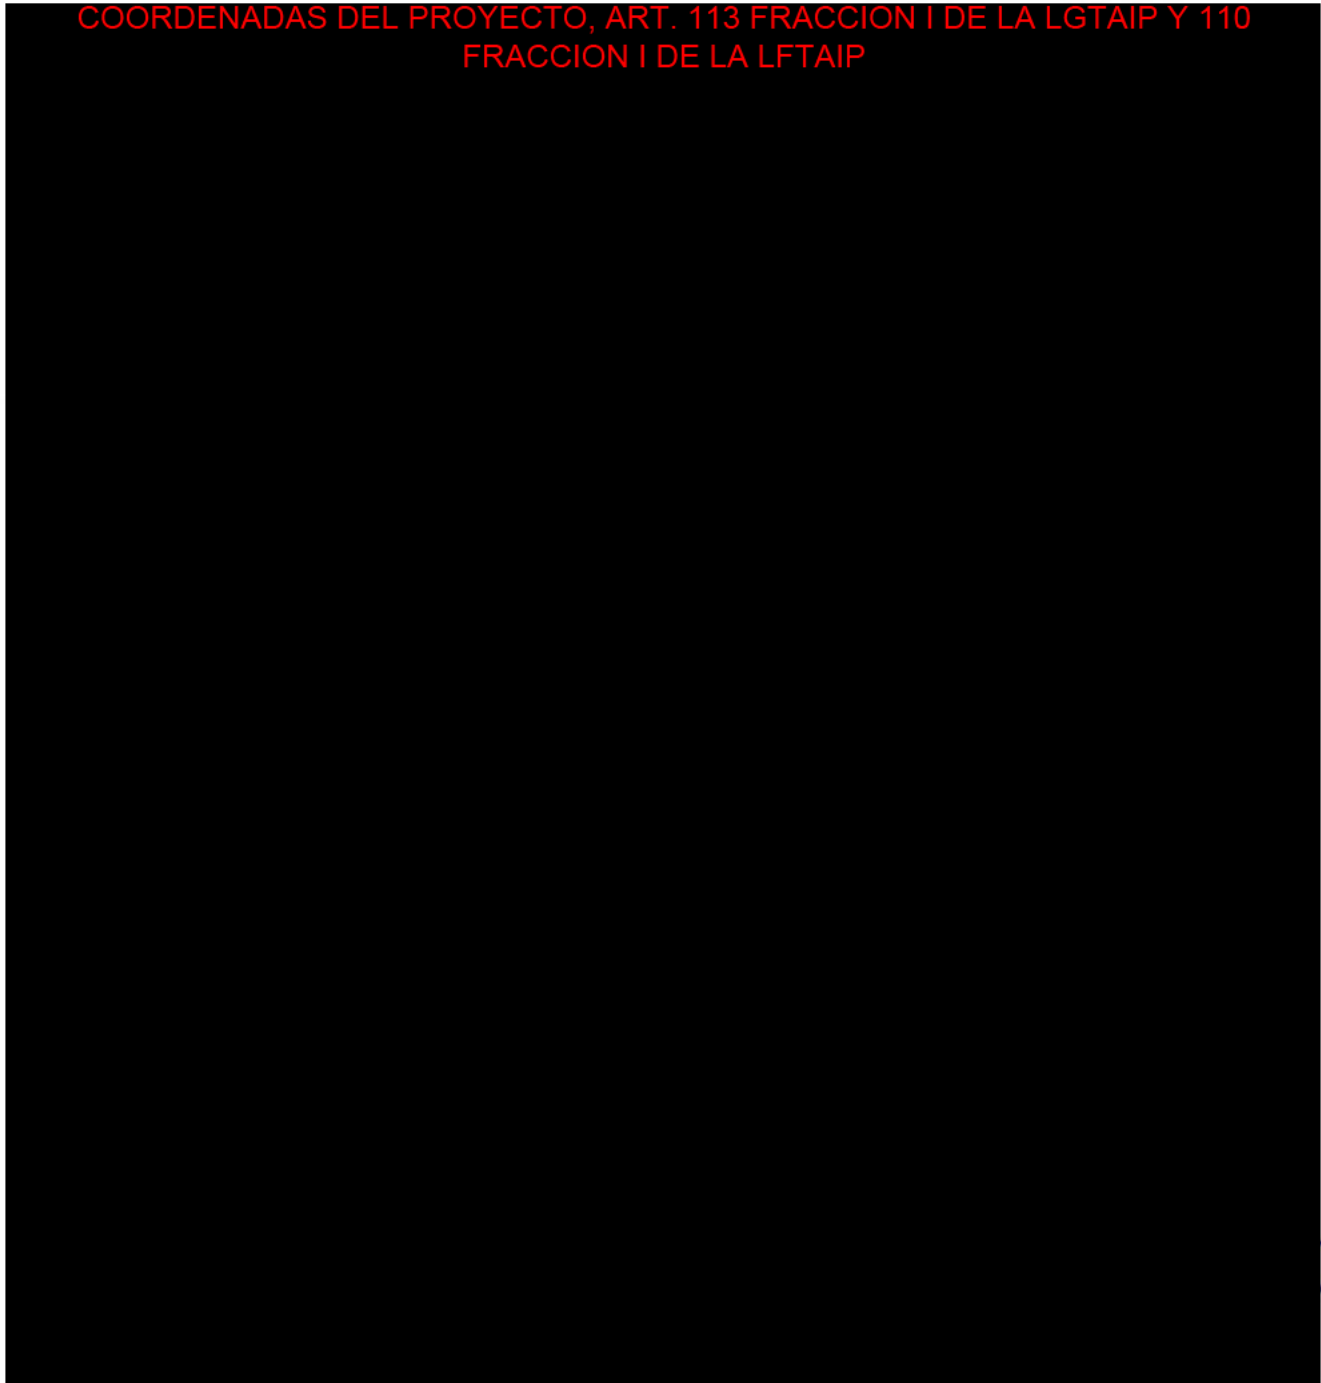 COORDENADAS DEL PROYECTO, ART. 113 FRACCION I DE LA LGTAIP Y 110
FRACCION I DE LA LFTAIP